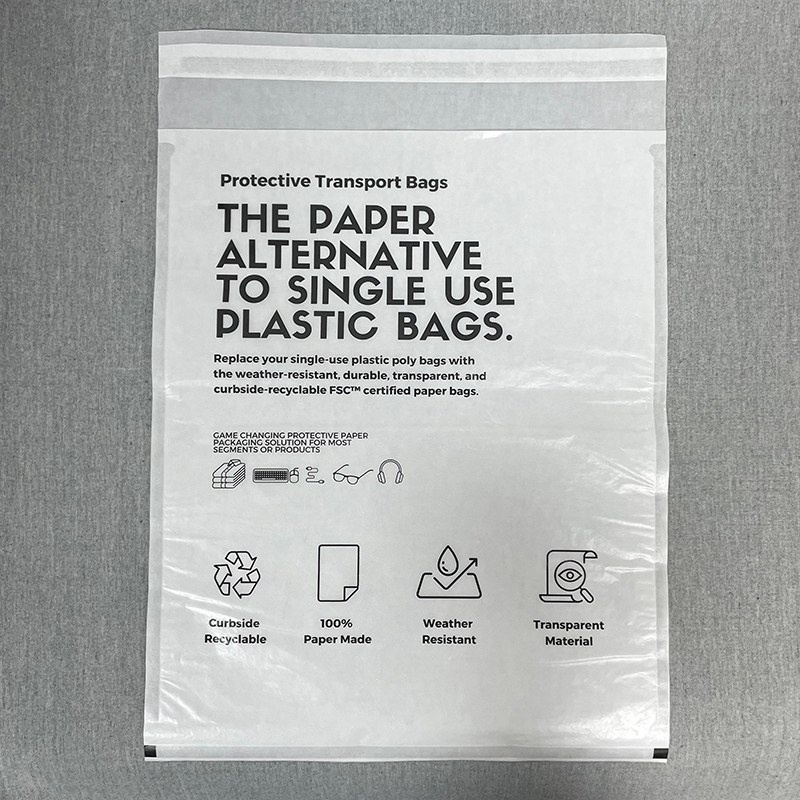 Protective Transport Bags
THE PAPER
ALTERNATIVE
TO SINGLE USE
PLASTIC BAGS.
Replace your single-use plastic poly bags with
the weather-resistant, durable, transparent, and
curbside-recyclable FSC™ certified paper bags.
GAME CHANGING PROTECTIVE PAPER
PACKAGING SOLUTION FOR MOST
SEGMENTS OR PRODUCTS
Curbside
Recyclable
100%
Paper Made
Weather
Resistant
Transparent
Material